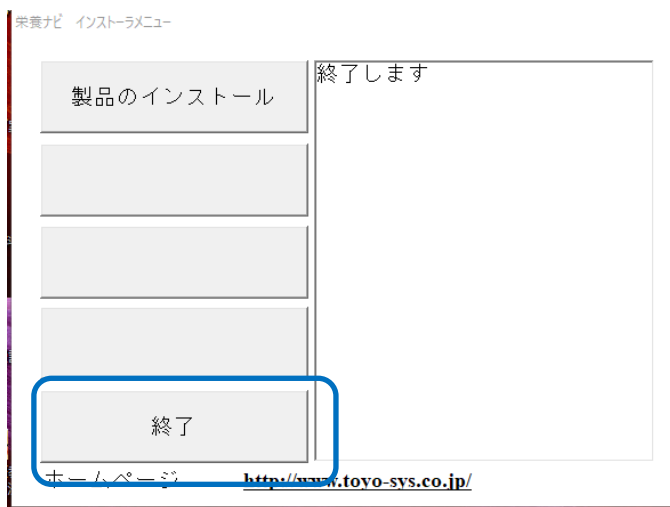 栄養ナビ　インストーラメニュー
製品のインストール
終了します
終了
ホームページ
http://www.toyo-sys.co.jp/